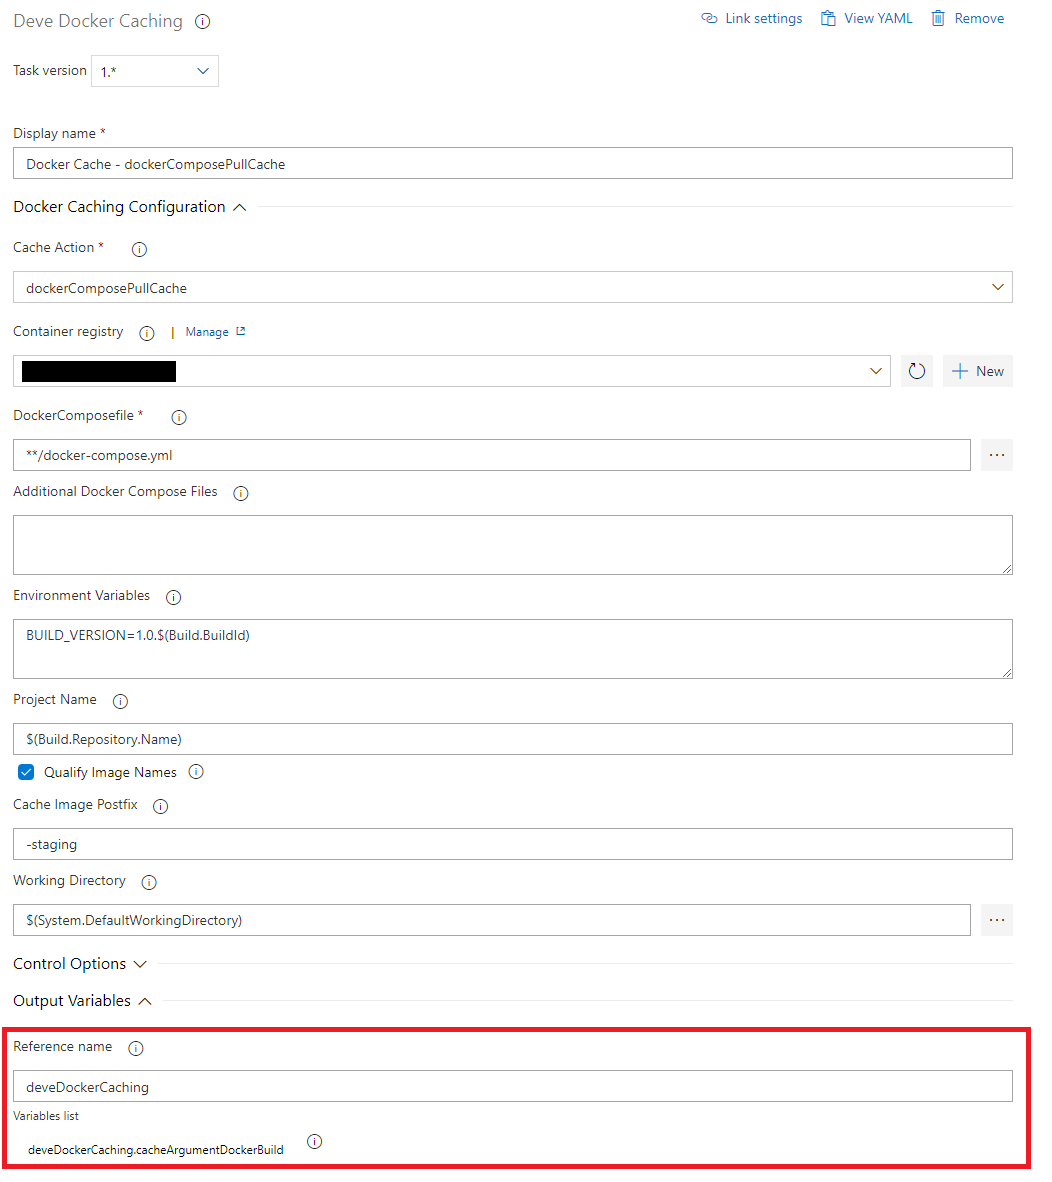 Deve Docker Caching
Link settings
View YAML
Remove
Task version
1.*
Display name *
Docker Cache - dockerComposePullCache
Docker Caching Configuration
Cache Action *
dockerComposePullCache
Container registry
| Manage
New
DockerComposefile *
**/docker-compose.yml
...
Additional Docker Compose Files
Environment Variables
BUILD_VERSION=1.0.$(Build.BuildId)
Project Name
$(Build.Repository.Name)
Qualify Image Names
Cache Image Postfix
-staging
Working Directory
$(System.DefaultWorkingDirectory)
...
Control Options
Output Variables
Reference name
deveDockerCaching
Variables list
deveDockerCaching.cacheArgumentDockerBuild